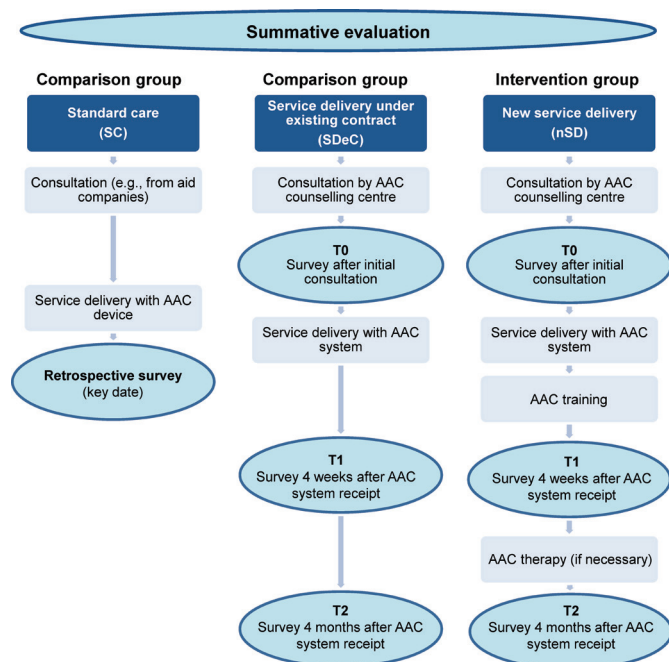 Summative evaluation
Comparison group
Standard care
(SC)
Consultation (e.g., from aid
companies)
Service delivery with AAC
device
Retrospective survey
(key date)
Comparison group
Service delivery under
existing contract
(SDeC)
Consultation by AAC
counselling centre
T0
Survey after initial
consultation
Service delivery with AAC
system
T1
Survey 4 weeks after AAC
system receipt
T2
Survey 4 months after AAC
system receipt
Intervention group
New service delivery
(nSD)
Consultation by AAC
counselling centre
T0
Survey after initial
consultation
Service delivery with AAC
system
AAC training
T1
Survey 4 weeks after AAC
system receipt
AAC therapy (if necessary)
T2
Survey 4 months after AAC
system receipt